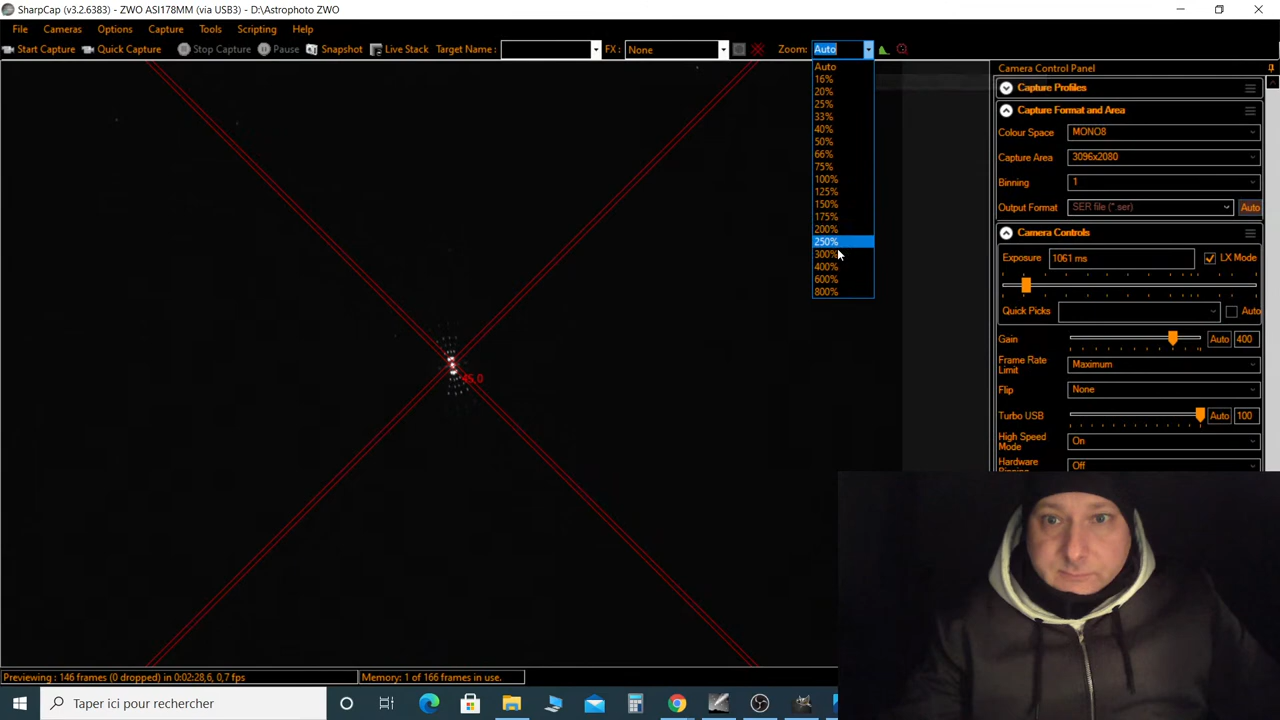 SharpCap (v3.2.6383) - ZWO ASI178MM (via USB3) - D:\Astrophoto ZWO
File Cameras Options Capture Tools Scripting Help
Start Capture Quick Capture Stop Capture Pause Snapshot Live Stack Target Name : FX : None Zoom: Auto
Auto
16%
20%
25%
33%
40%
50%
66%
75%
100%
125%
150%
175%
200%
250%
300%
400%
600%
800%
45.0
Camera Control Panel
Capture Profiles
Capture Format and Area
Colour Space MONO8
Capture Area 3096x2080
Binning 1
Output Format SER file (*.ser) Auto
Camera Controls
Exposure 1061 ms LX Mode
Quick Picks Auto
Gain Auto 400
Frame Rate
Limit Maximum
Flip None
Turbo USB Auto 100
High Speed
Mode On
Hardware
Binning Off
Previewing : 146 frames (0 dropped) in 0:02:28,6, 0,7 fps Memory: 1 of 166 frames in use.
Taper ici pour rechercher